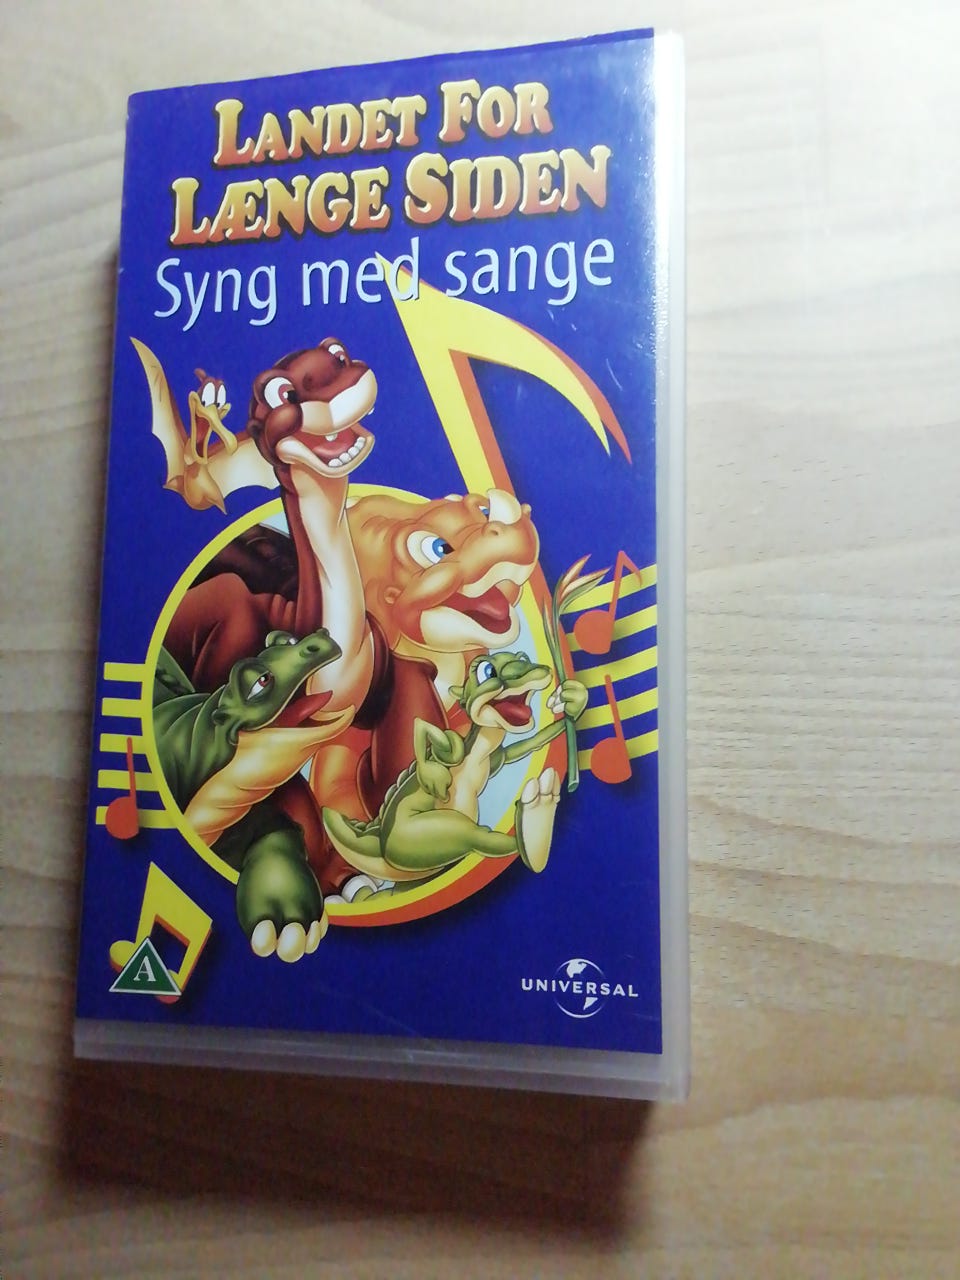 LANDET FOR
LÆNGE SIDEN
Syng med sange
A
UNIVERSAL